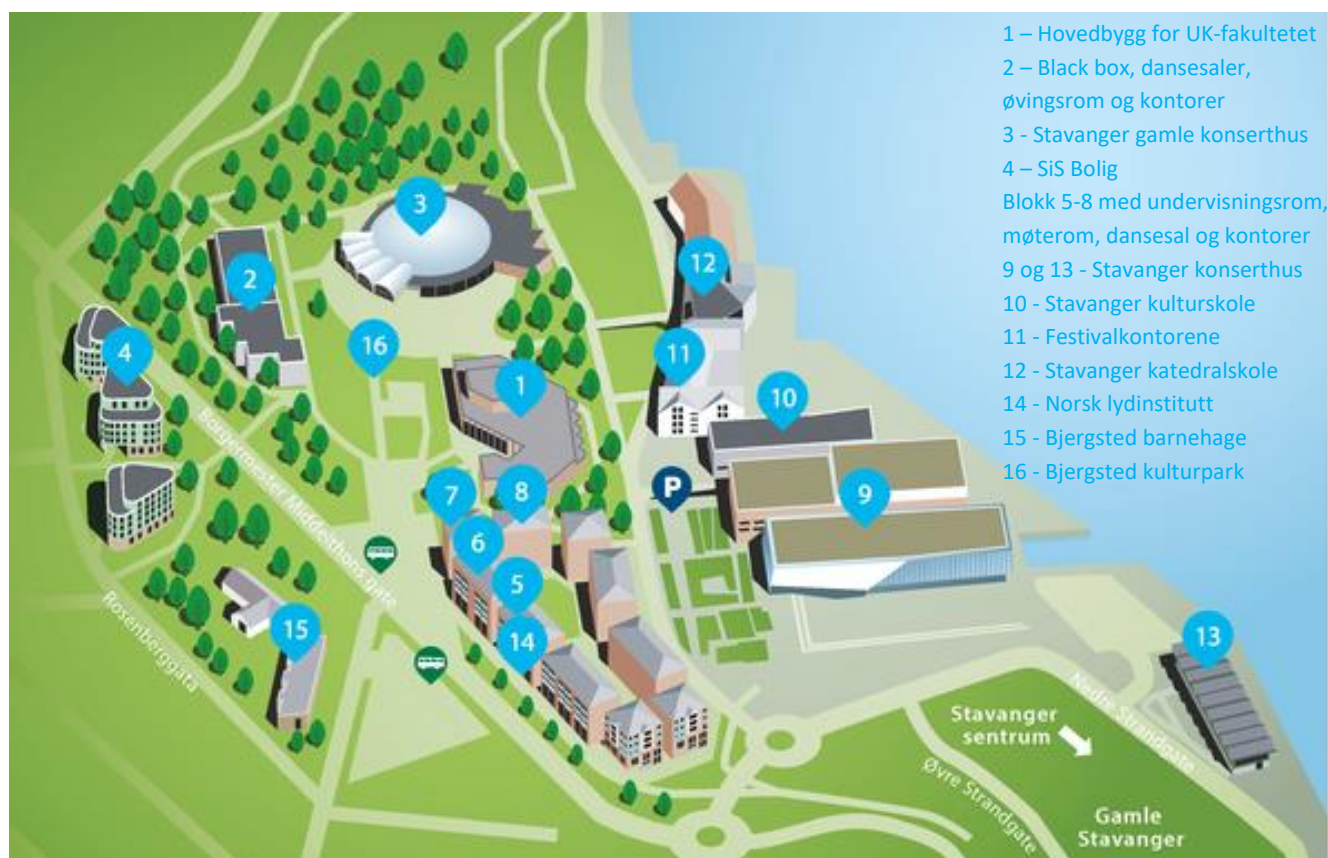 1 – Hovedbygg for UK-fakultetet
2 – Black box, dansesaler,
øvingsrom og kontorer
3 - Stavanger gamle konserthus
4 – SiS Bolig
Blokk 5-8 med undervisningsrom,
møterom, dansesal og kontorer
9 og 13 - Stavanger konserthus
10 - Stavanger kulturskole
11 - Festivalkontorene
12 - Stavanger katedralskole
14 - Norsk lydinstitutt
15 - Bjergsted barnehage
16 - Bjergsted kulturpark
3
2
12
4
16
11
1
10
P
7
8
9
6
5
15
14
13
Borgermester Middelthons gate
Rosenberggata
Nedre Strandgate
Stavanger
sentrum
Øvre Strandgate
Gamle
Stavanger